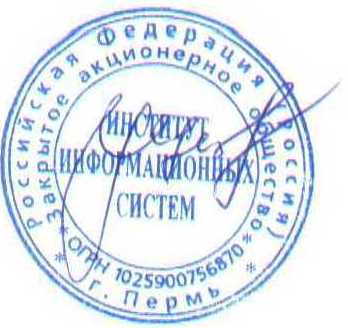 Российская Федерация (Россия)
* г. Пермь *
Закрытое акционерное общество
* ОГРН 1025900756870 *
ИНСТИТУТ
ИНФОРМАЦИОННЫХ
СИСТЕМ